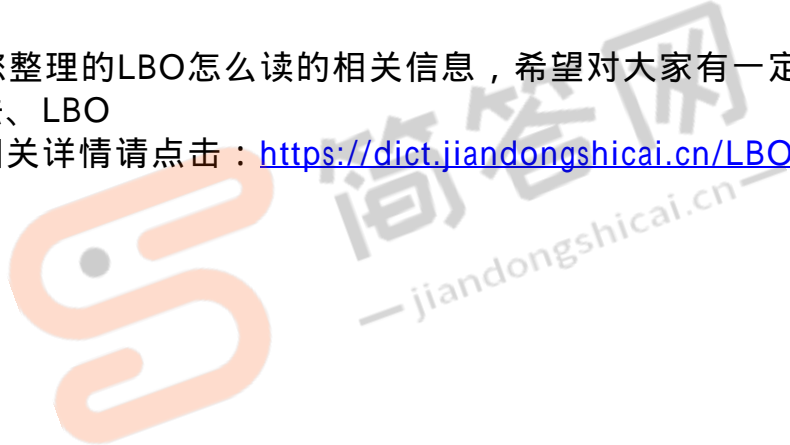 整理的LBO怎么读的相关信息，希望对大家有一定
、LBO
关详情请点击：https://dict.jiandongshicai.cn/LBO
简答网
jiandongshicai.cn